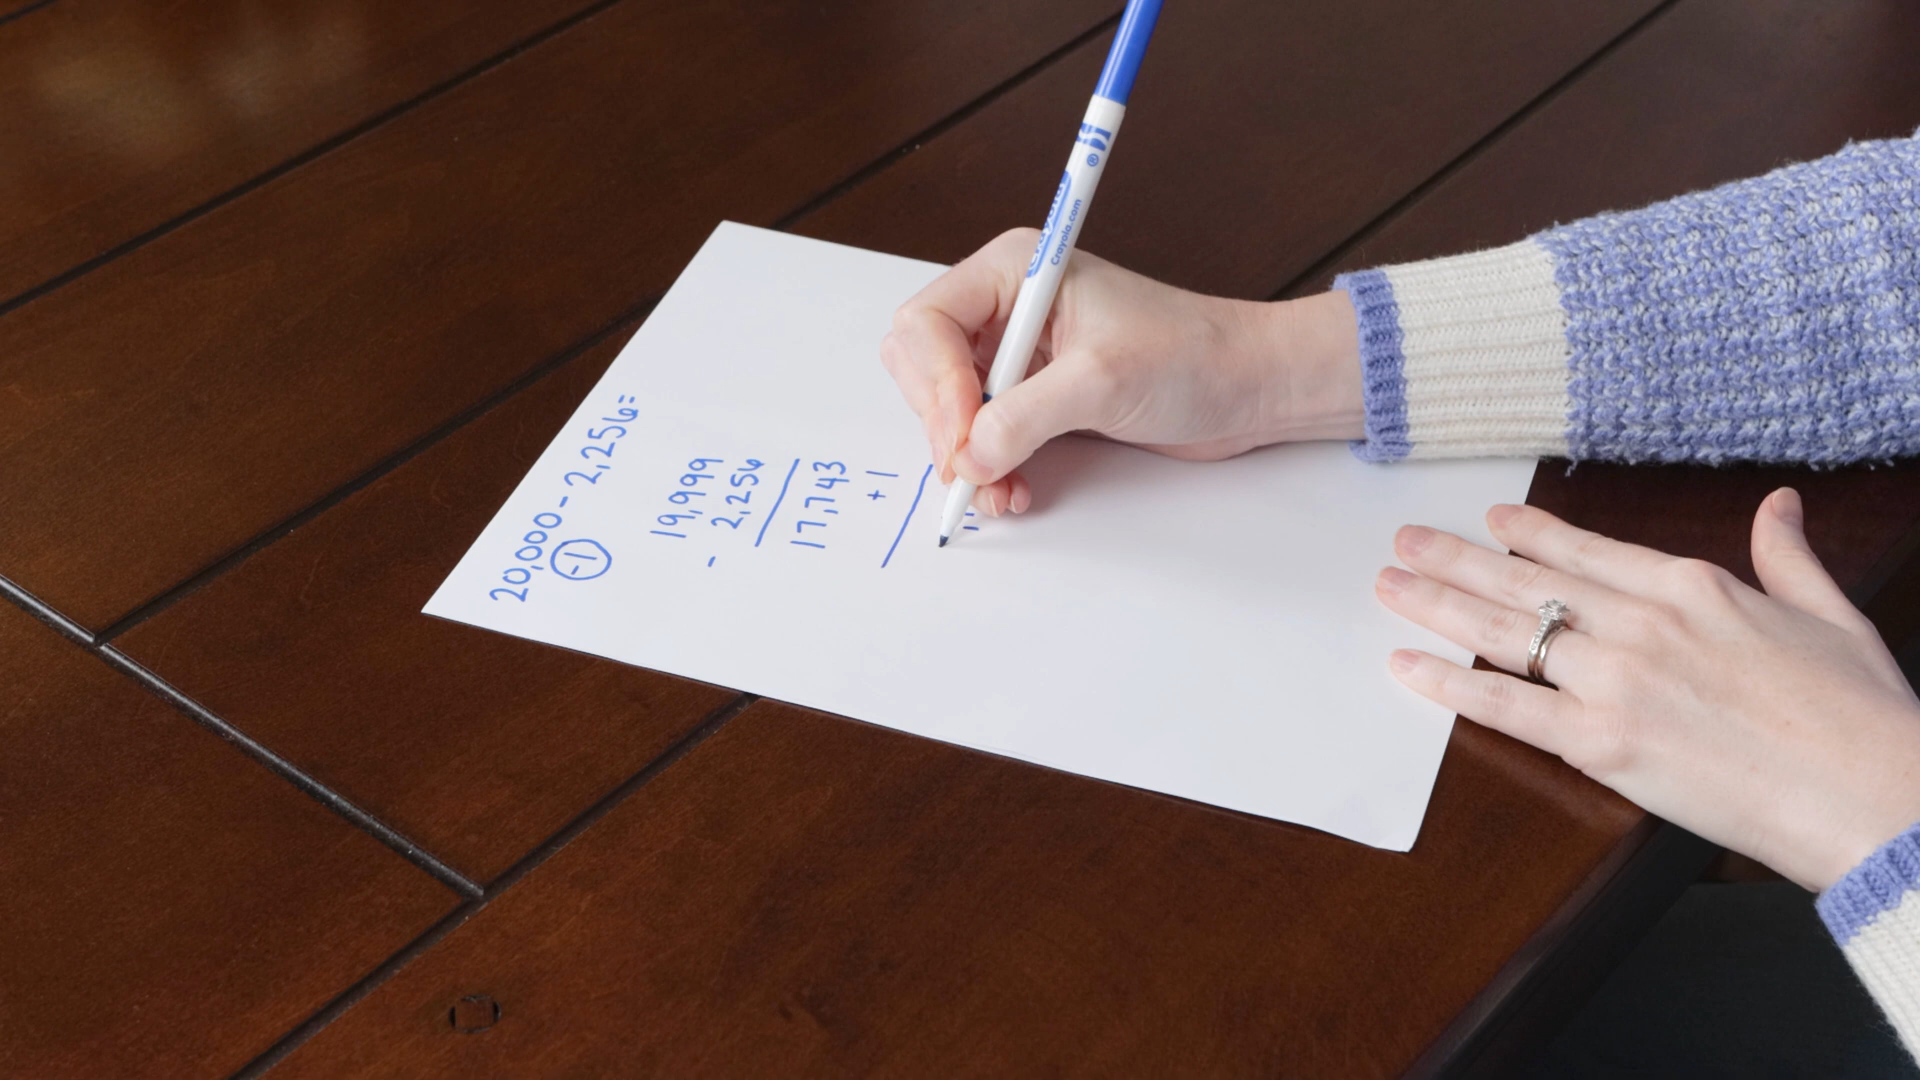 20,000 - 2,256=
-1
19,999
- 2,256
17,743
+ 1
Crayola
Crayola.com